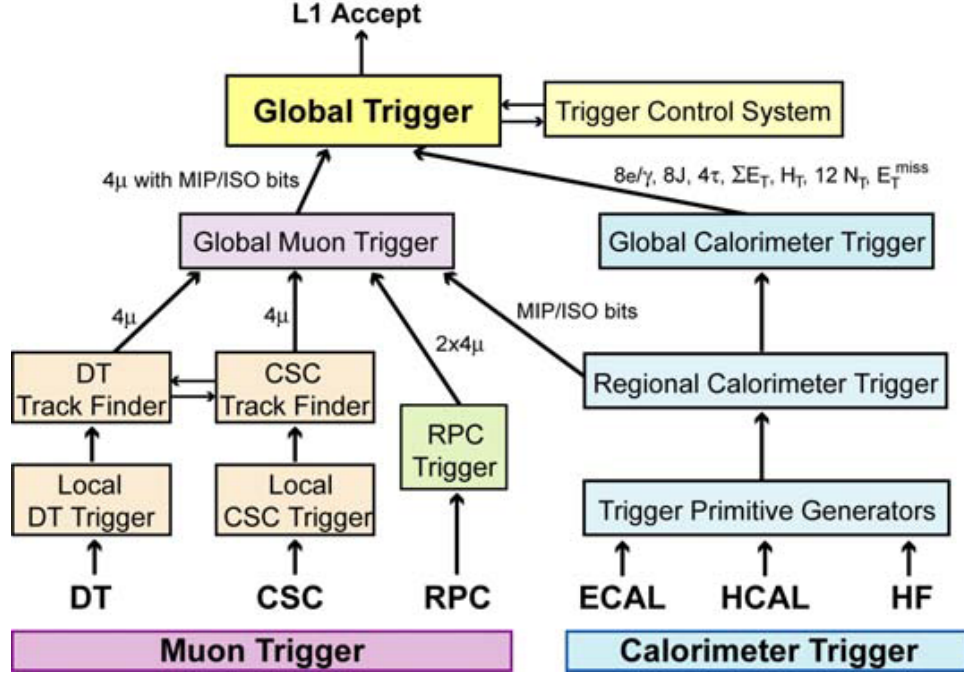 L1 Accept
Global Trigger
Trigger Control System
4μ with MIP/ISO bits
8e/γ, 8J, 4τ, ΣE_T, H_T, 12 N_T, E_T^miss
Global Muon Trigger
Global Calorimeter Trigger
4μ
4μ
2x4μ
MIP/ISO bits
DT
Track Finder
CSC
Track Finder
Regional Calorimeter Trigger
RPC
Trigger
Local
DT Trigger
Local
CSC Trigger
Trigger Primitive Generators
DT
CSC
RPC
ECAL
HCAL
HF
Muon Trigger
Calorimeter Trigger